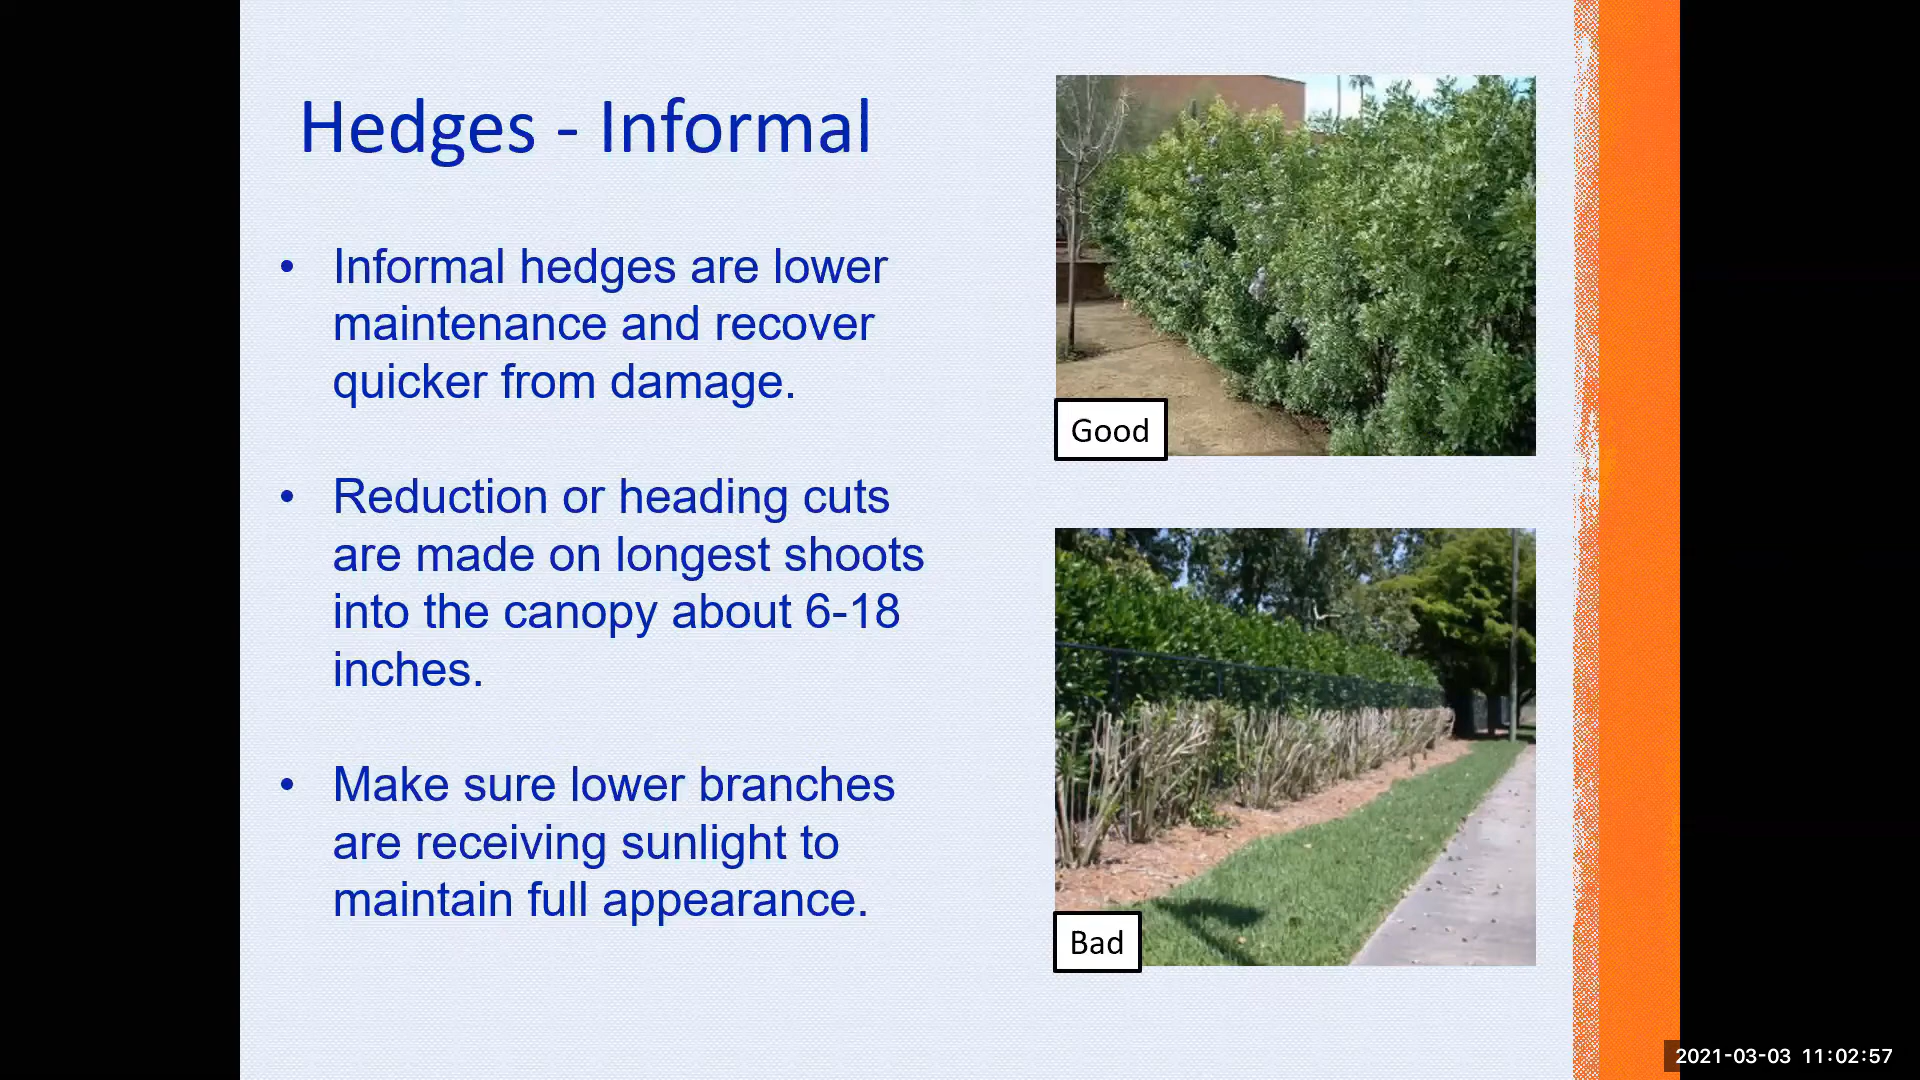 Hedges - Informal
• Informal hedges are lower
maintenance and recover
quicker from damage.
• Reduction or heading cuts
are made on longest shoots
into the canopy about 6-18
inches.
• Make sure lower branches
are receiving sunlight to
maintain full appearance.
Good
Bad
2021-03-03 11:02:57